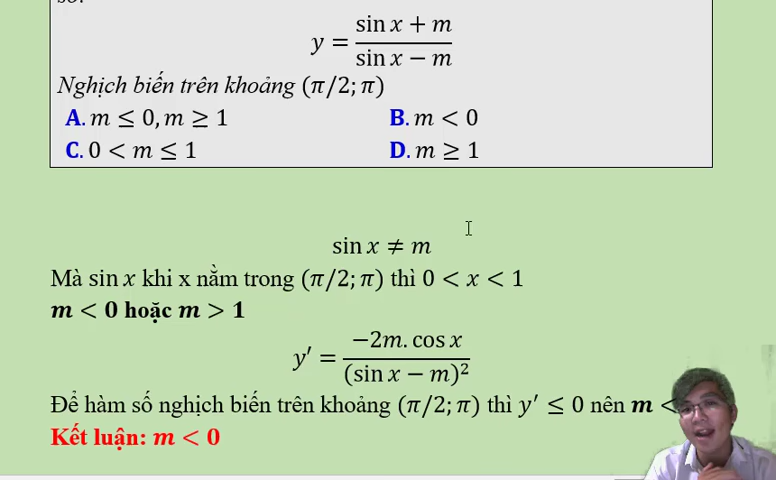 số:
y = (sin x + m)/(sin x − m)
Nghịch biến trên khoảng (π/2; π)
A. m ≤ 0, m ≥ 1 B. m < 0
C. 0 < m ≤ 1 D. m ≥ 1
sin x ≠ m
Mà sin x khi x nằm trong (π/2; π) thì 0 < x < 1
m < 0 hoặc m > 1
y′ = (−2m. cos x)/(sin x − m)²
Để hàm số nghịch biến trên khoảng (π/2; π) thì y′ ≤ 0 nên m <
Kết luận: m < 0